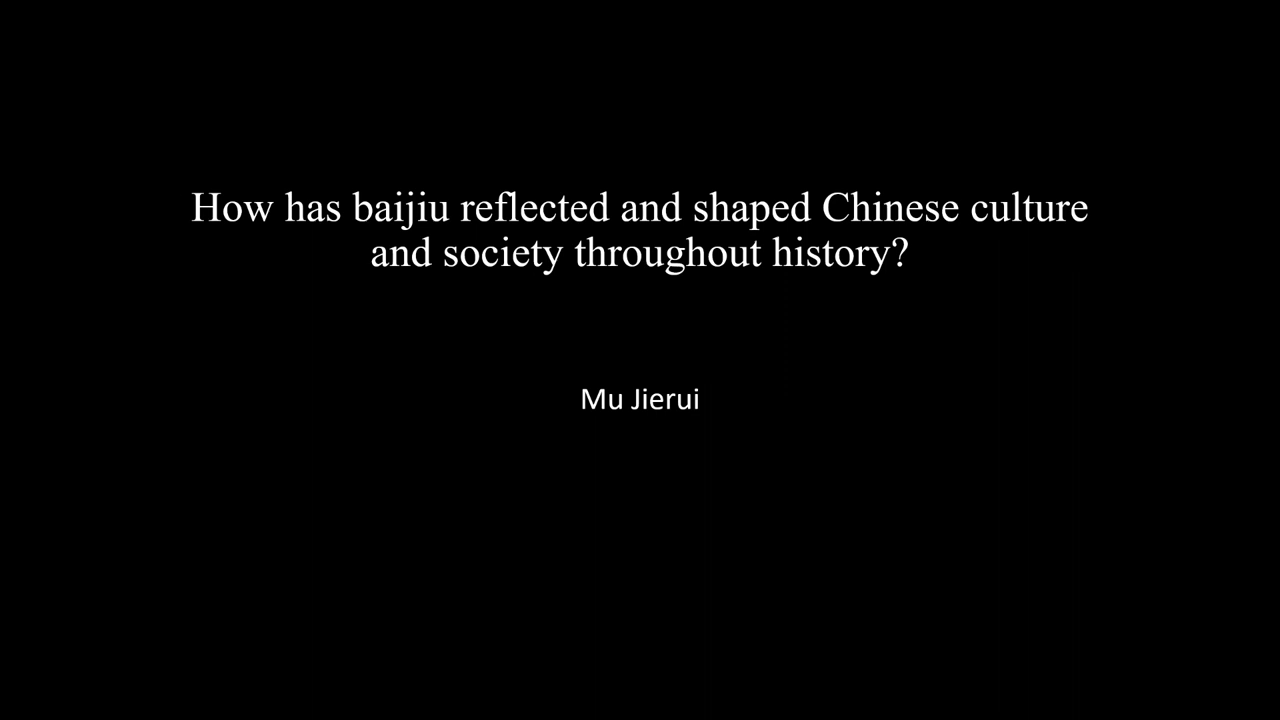 How has baijiu reflected and shaped Chinese culture
and society throughout history?
Mu Jierui